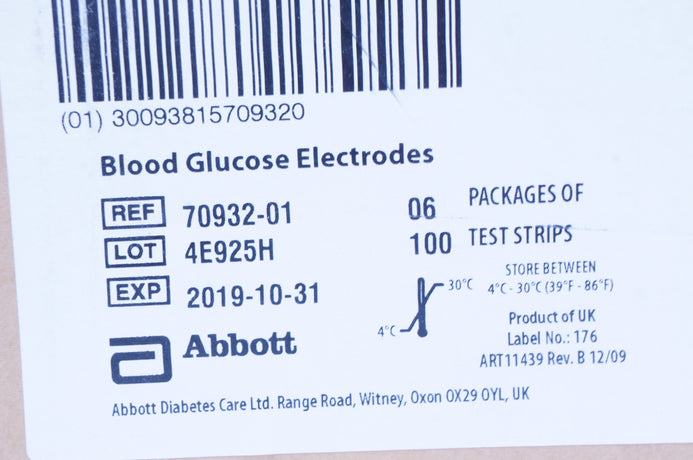 (01) 30093815709320
Blood Glucose Electrodes
REF 70932-01 06 PACKAGES OF
LOT 4E925H 100 TEST STRIPS
EXP 2019-10-31
STORE BETWEEN
30°C 4°C - 30°C (39°F - 86°F)
4°C
Product of UK
Label No.: 176
ART11439 Rev. B 12/09
Abbott
Abbott Diabetes Care Ltd. Range Road, Witney, Oxon OX29 OYL, UK